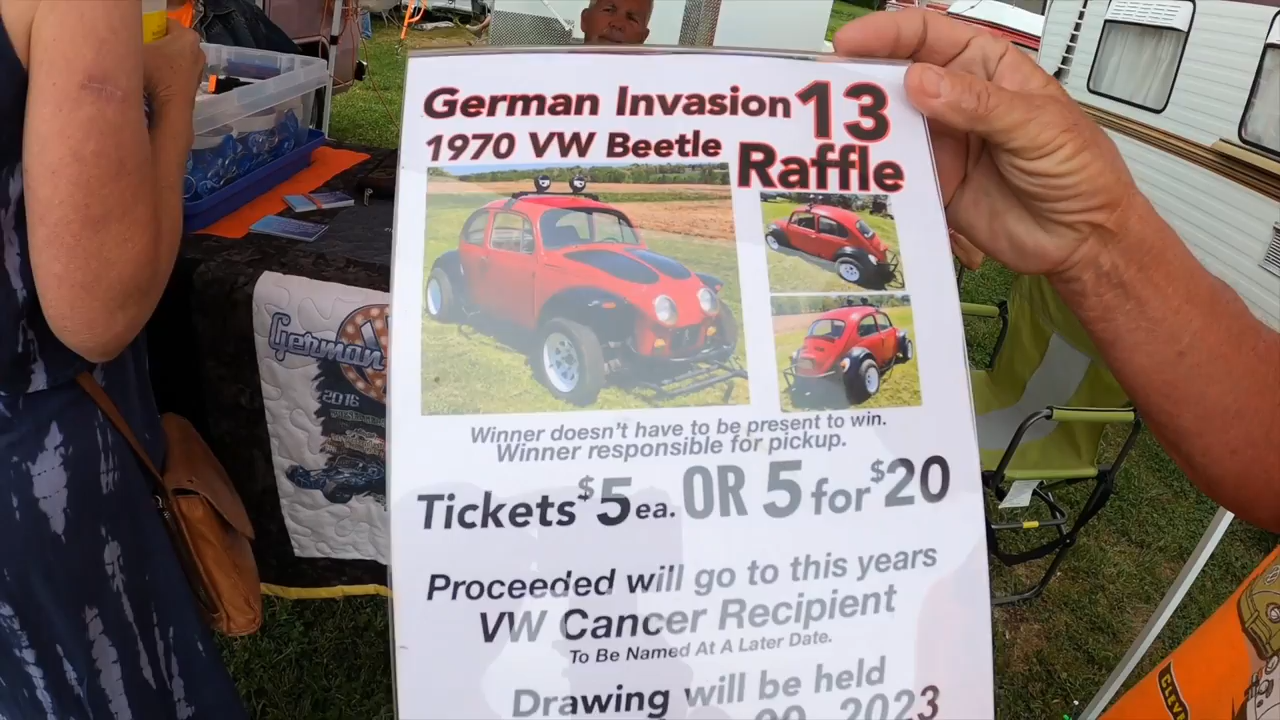 German Invasion 13
1970 VW Beetle Raffle
Winner doesn't have to be present to win.
Winner responsible for pickup.
Tickets $5 ea. OR 5 for $20
Proceeded will go to this years
VW Cancer Recipient
To Be Named At A Later Date.
Drawing will be held
2023
German
2016
CLEV